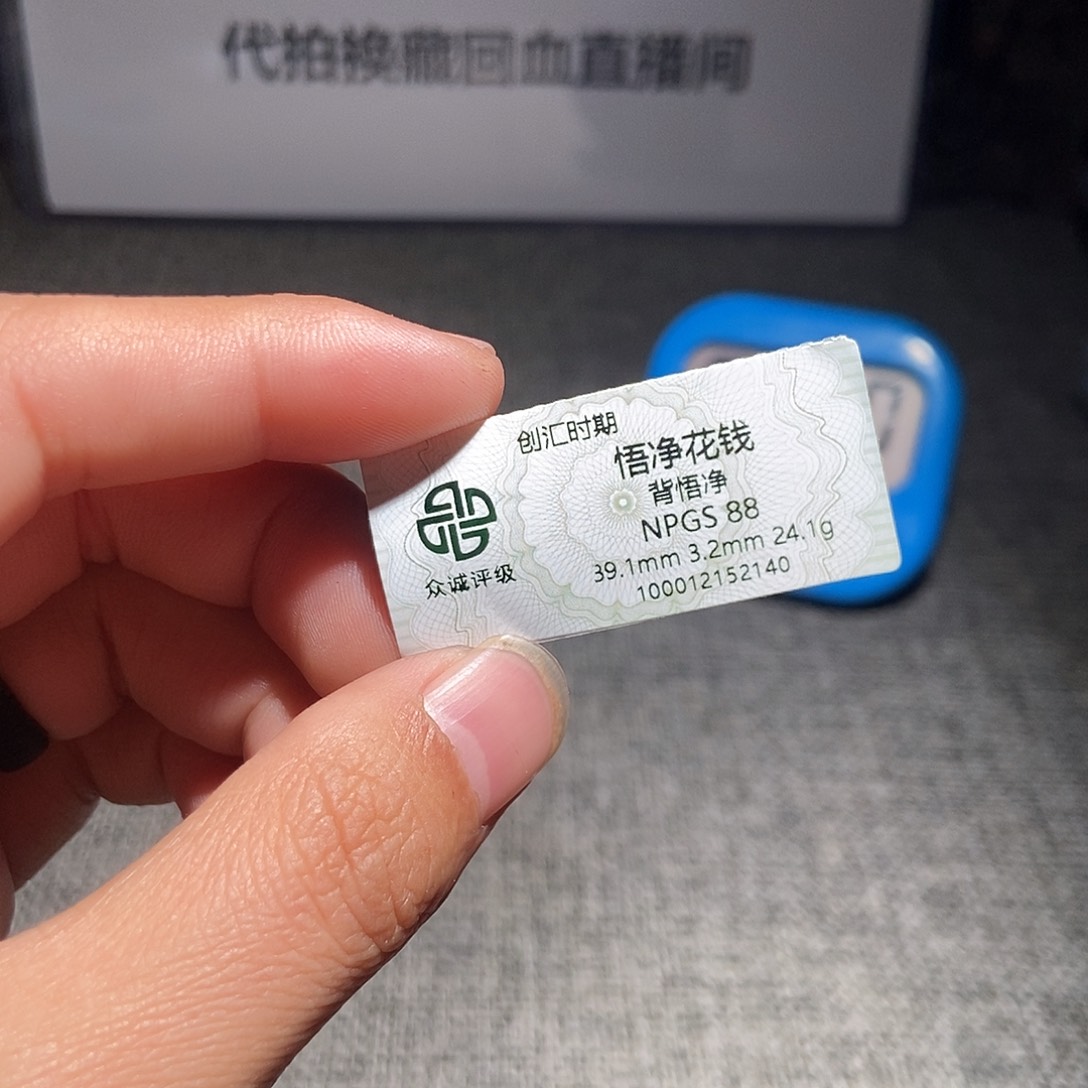 代拍换藏回血直播间
创汇时期
悟净花钱
背悟净
NPGS 88
39.1mm 3.2mm 24.1g
100012152140
众诚评级